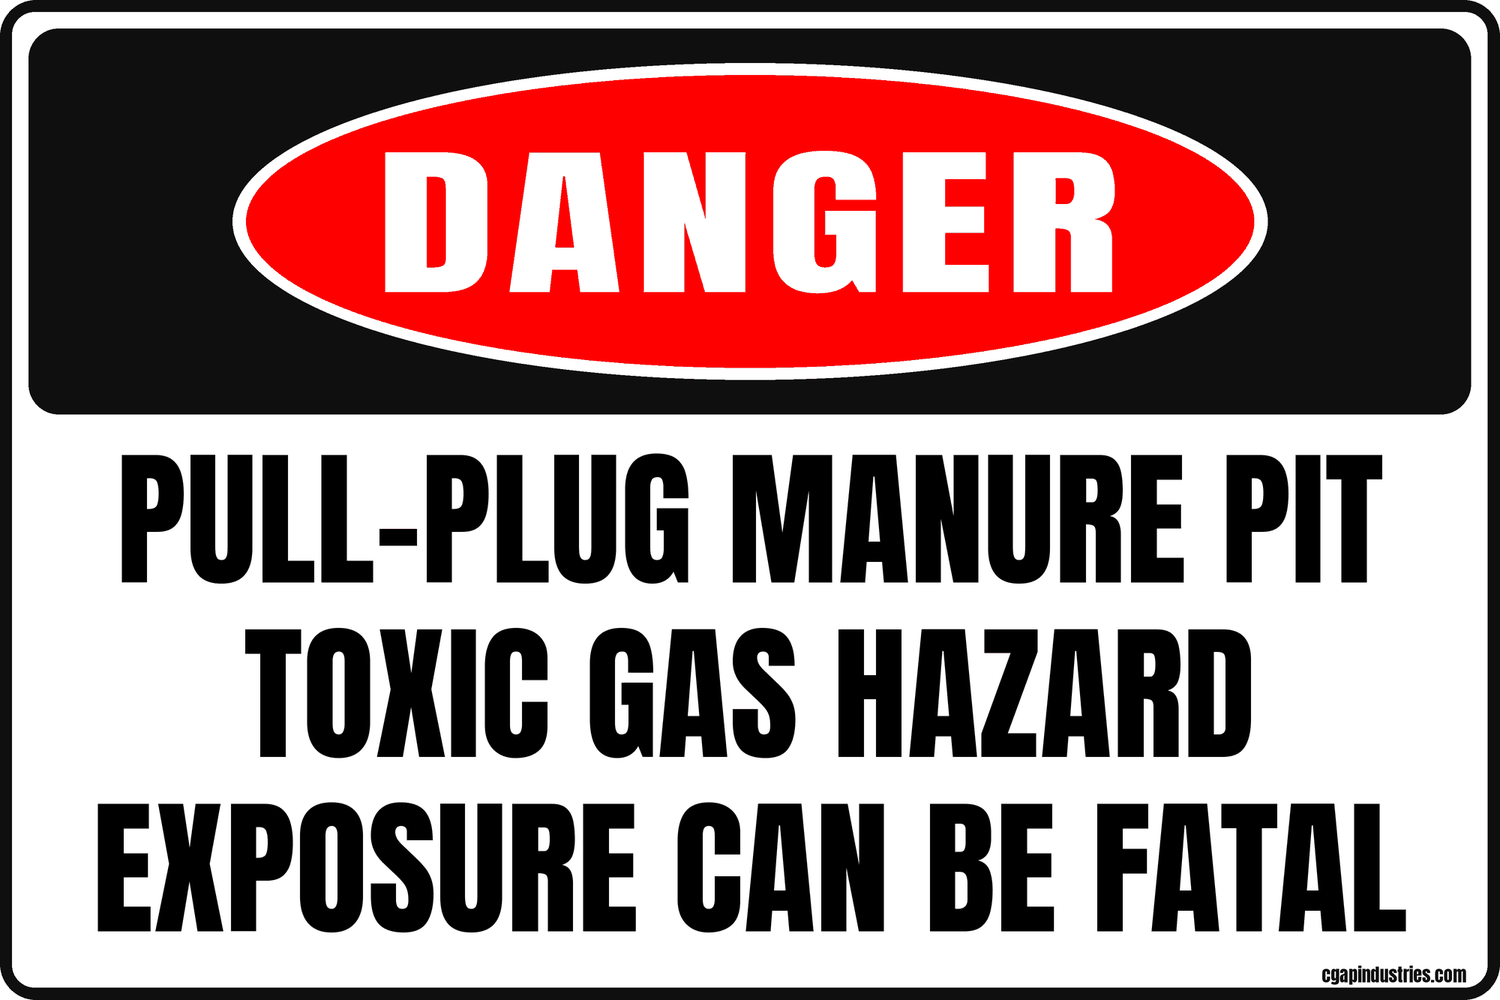 DANGER
PULL-PLUG MANURE PIT
TOXIC GAS HAZARD
EXPOSURE CAN BE FATAL
cgapindustries.com